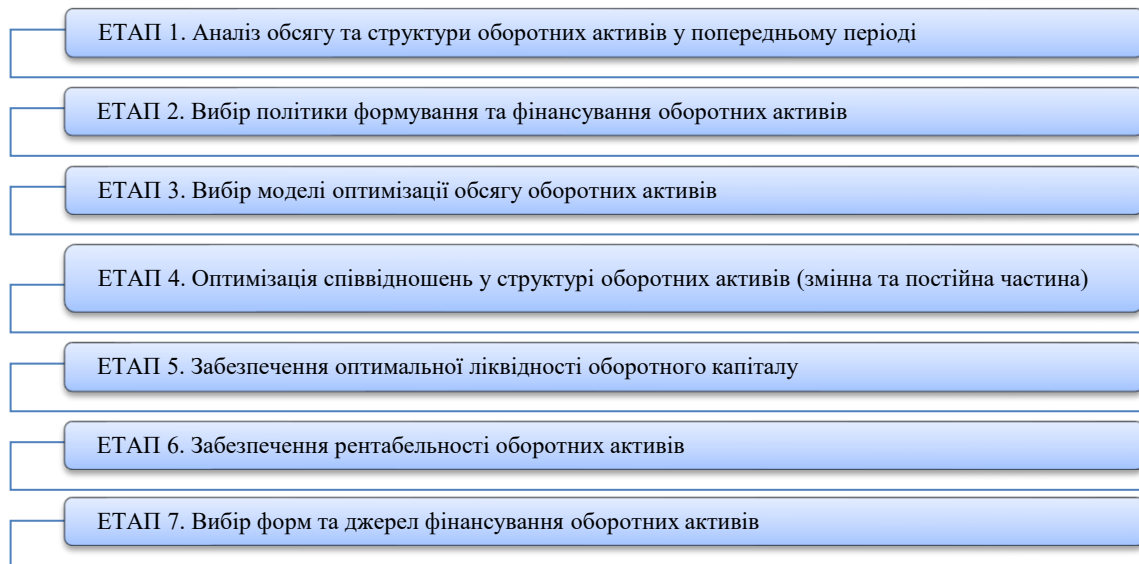 ЕТАП 1. Аналіз обсягу та структури оборотних активів у попередньому періоді
ЕТАП 2. Вибір політики формування та фінансування оборотних активів
ЕТАП 3. Вибір моделі оптимізації обсягу оборотних активів
ЕТАП 4. Оптимізація співвідношень у структурі оборотних активів (змінна та постійна частина)
ЕТАП 5. Забезпечення оптимальної ліквідності оборотного капіталу
ЕТАП 6. Забезпечення рентабельності оборотних активів
ЕТАП 7. Вибір форм та джерел фінансування оборотних активів